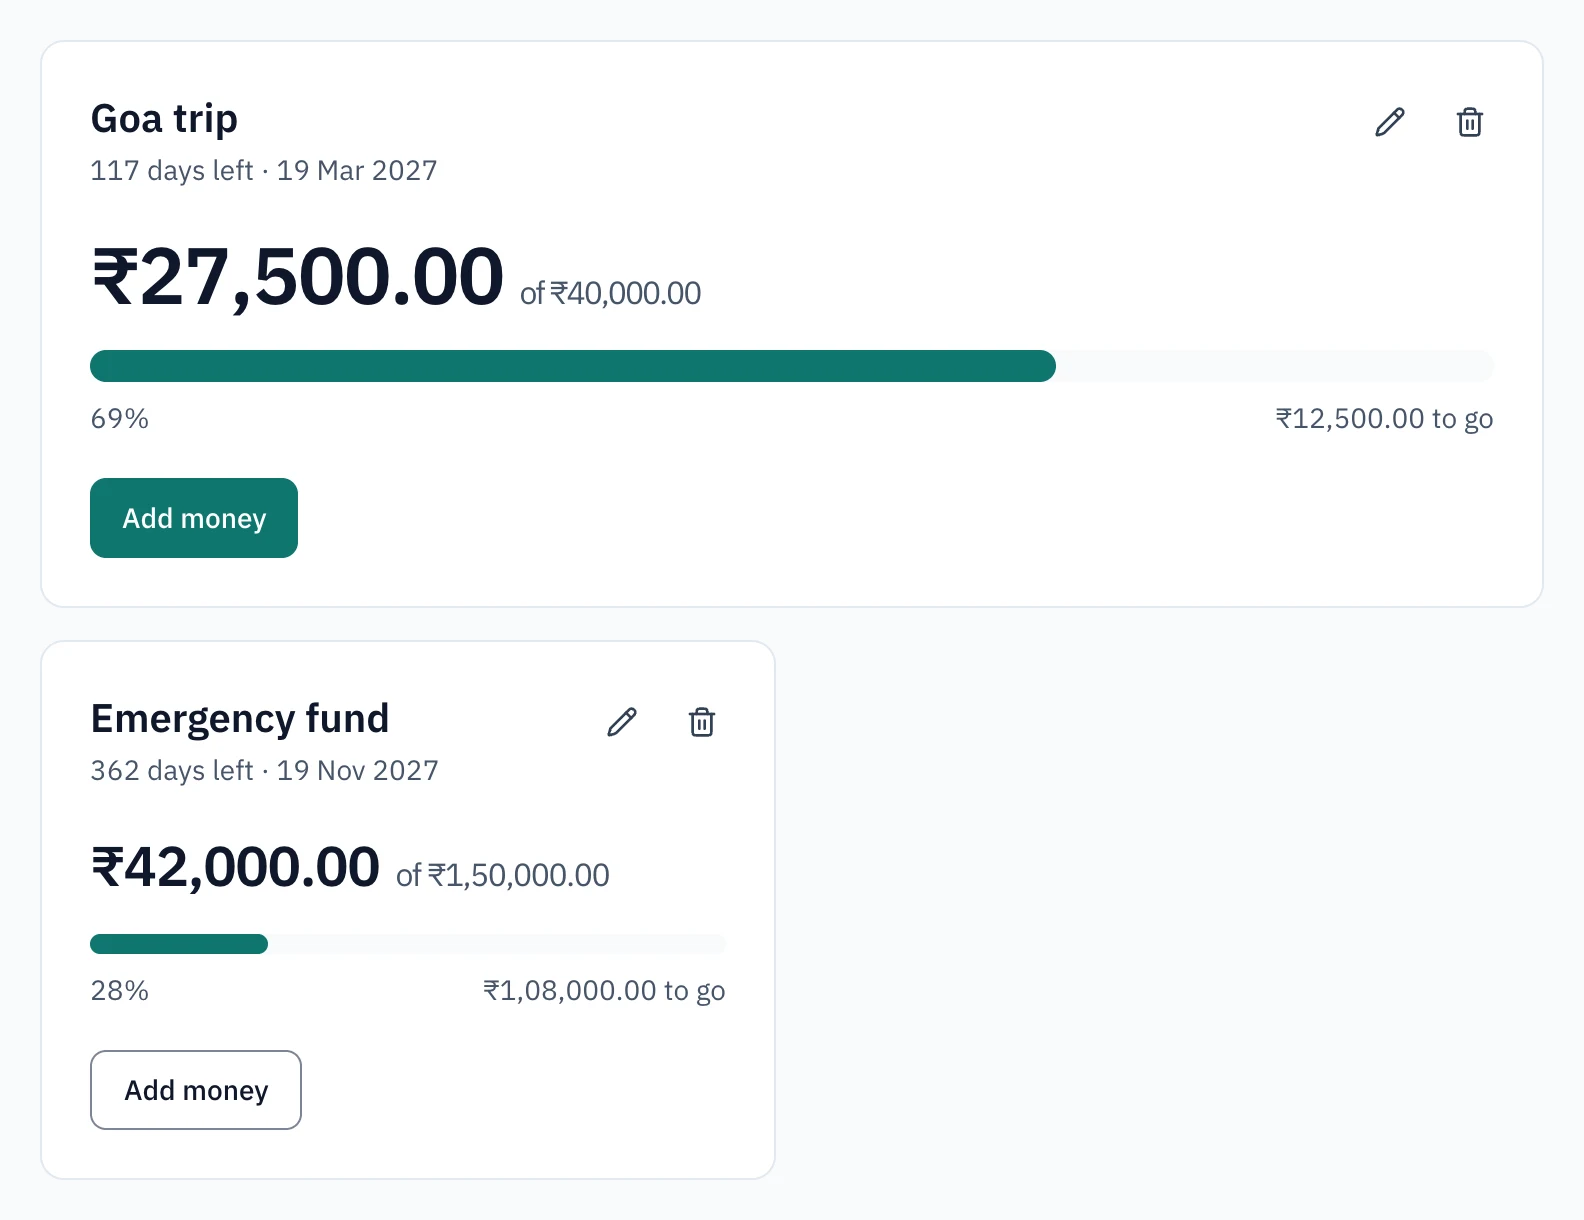 Goa trip
117 days left · 19 Mar 2027
₹27,500.00 of ₹40,000.00
69% ₹12,500.00 to go
Add money
Emergency fund
362 days left · 19 Nov 2027
₹42,000.00 of ₹1,50,000.00
28% ₹1,08,000.00 to go
Add money